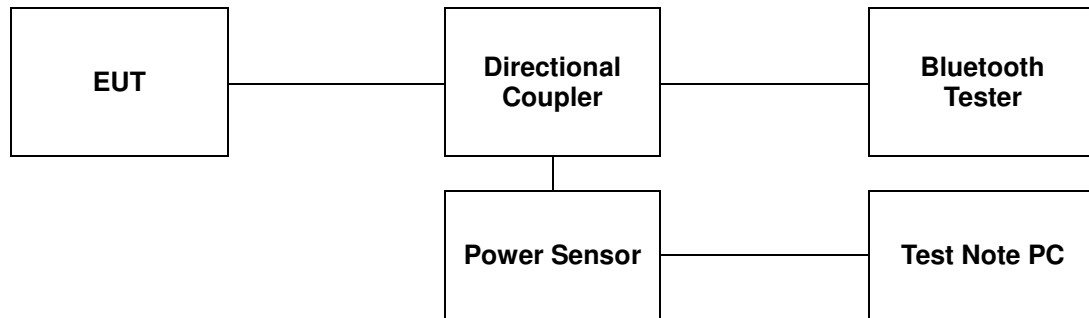 EUT
Directional
Coupler
Bluetooth
Tester
Power Sensor
Test Note PC